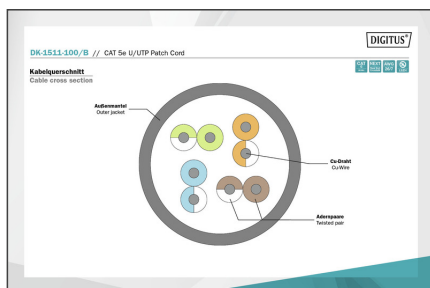 DIGITUS®
DK-1511-100/B // CAT 5e U/UTP Patch Cord
Kabelquerschnitt
Cable cross section
Außenmantel
Outer jacket
Cu-Draht
Cu-Wire
Adernpaare
Twisted pair